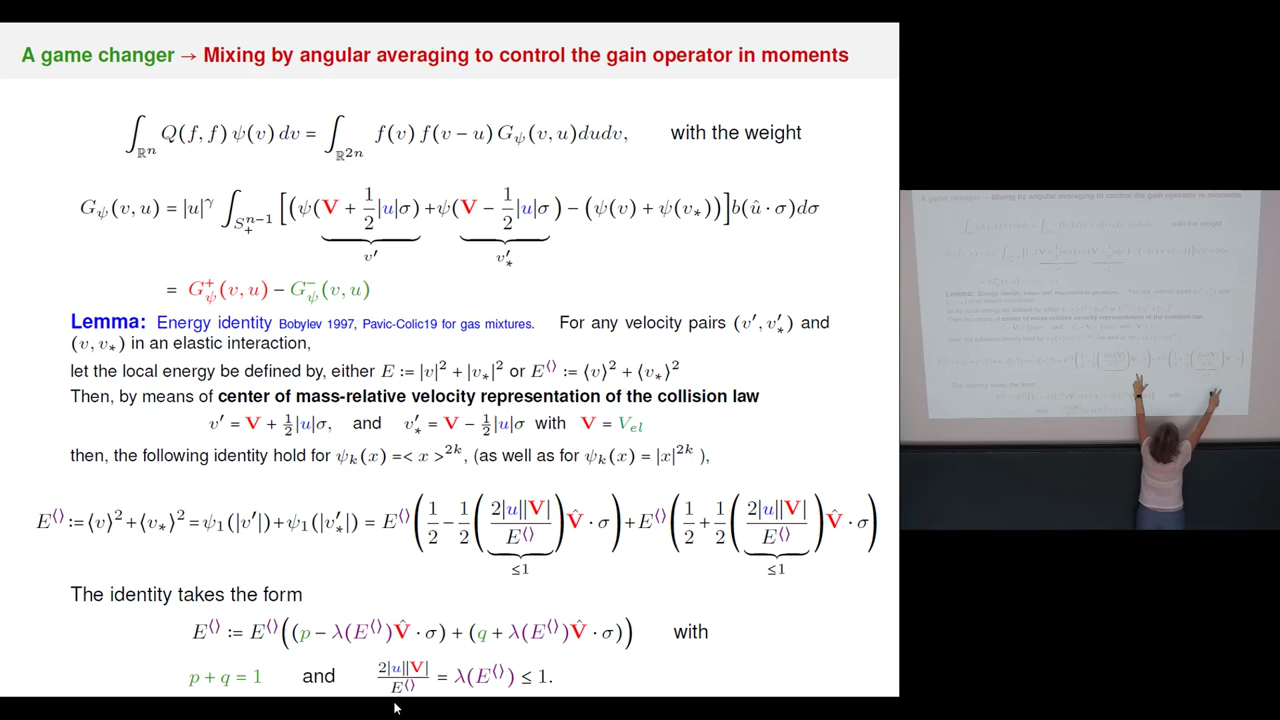 A game changer → Mixing by angular averaging to control the gain operator in moments
∫_{ℝ^n} Q(f, f) ψ(v) dv = ∫_{ℝ^{2n}} f(v) f(v − u) G_ψ(v, u)dudv,    with the weight
G_ψ(v, u) = |u|^γ ∫_{S_+^{n−1}} [(ψ(V + 1/2|u|σ) +ψ(V − 1/2|u|σ) − (ψ(v) + ψ(v_*))]b(û · σ)dσ
v′    v′_*
= G_ψ^+(v, u) − G_ψ^−(v, u)
Lemma: Energy identity Bobylev 1997, Pavic-Colic19 for gas mixtures. For any velocity pairs (v′, v′_*) and
(v, v_*) in an elastic interaction,
let the local energy be defined by, either E := |v|^2 + |v_*|^2 or E^{⟨⟩} := ⟨v⟩^2 + ⟨v_*⟩^2
Then, by means of center of mass-relative velocity representation of the collision law
v′ = V + ½|u|σ,    and    v′_* = V − ½|u|σ with    V = V_{el}
then, the following identity hold for ψ_k(x) =< x >^{2k}, (as well as for ψ_k(x) = |x|^{2k} ),
E^{⟨⟩} := ⟨v⟩^2 + ⟨v_*⟩^2 = ψ_1(|v′|) + ψ_1(|v′_*|) = E^{⟨⟩}(1/2 − 1/2(2|u||V|/E^{⟨⟩})V̂ · σ) + E^{⟨⟩}(1/2 + 1/2(2|u||V|/E^{⟨⟩})V̂ · σ)
≤1    ≤1
The identity takes the form
E^{⟨⟩} := E^{⟨⟩}((p − λ(E^{⟨⟩})V̂ · σ) + (q + λ(E^{⟨⟩})V̂ · σ))    with
p + q = 1    and    2|u||V|/E^{⟨⟩} = λ(E^{⟨⟩}) ≤ 1.